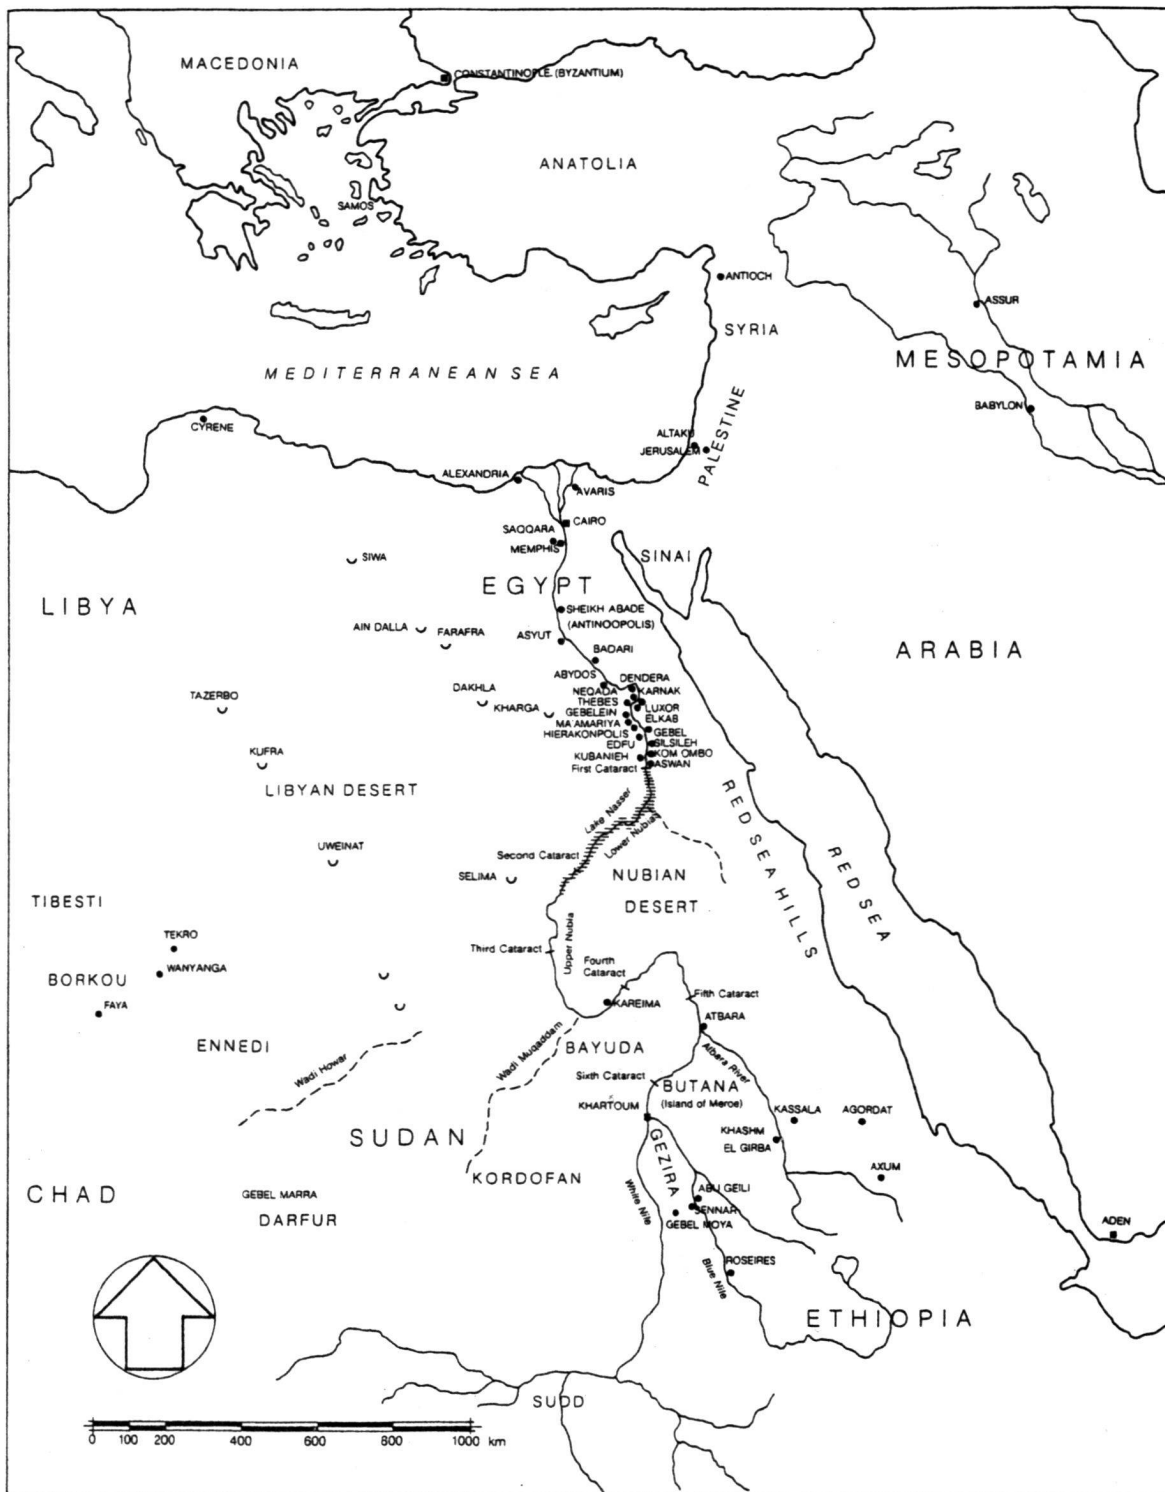 MACEDONIA
CONSTANTINOPLE (BYZANTIUM)
ANATOLIA
SAMOS
ANTIOCH
ASSUR
SYRIA
MESOPOTAMIA
MEDITERRANEAN SEA
BABYLON
CYRENE
PALESTINE
ALTAKU
JERUSALEM
ALEXANDRIA
AVARIS
CAIRO
SAQQARA
MEMPHIS
SINAI
SIWA
EGYPT
LIBYA
SHEIKH ABADE
(ANTINOOPOLIS)
AIN DALLA
FARAFRA
ASYUT
ARABIA
BADARI
ABYDOS
DENDERA
DAKHLA
NEQADA
KARNAK
TAZERBO
KHARGA
THEBES
LUXOR
GEBELEIN
ELKAB
MA'AMARIYA
GEBEL
SILSILEH
HIERAKONPOLIS
EDFU
KOM OMBO
KUFRA
KUBANIEH
ASWAN
First Cataract
LIBYAN DESERT
Lake Nasser
Lower Nubia
RED SEA HILLS
RED SEA
UWEINAT
Second Cataract
SELIMA
NUBIAN
DESERT
TIBESTI
TEKRO
Third Cataract
Upper Nubia
Fourth
Cataract
WANYANGA
BORKOU
Fifth Cataract
FAYA
KAREIMA
ATBARA
ENNEDI
Wadi Howar
Wadi Muqaddam
BAYUDA
Atbara River
Sixth Cataract
BUTANA
(Island of Meroe)
KHARTOUM
KASSALA
AGORDAT
SUDAN
GEZIRA
KHASHM
EL GIRBA
KORDOFAN
AXUM
CHAD
GEBEL MARRA
DARFUR
White Nile
ABU GEILI
SENNAR
GEBEL MOYA
ADEN
Blue Nile
ROSEIRES
ETHIOPIA
SUDD
0 100 200 400 600 800 1000 km